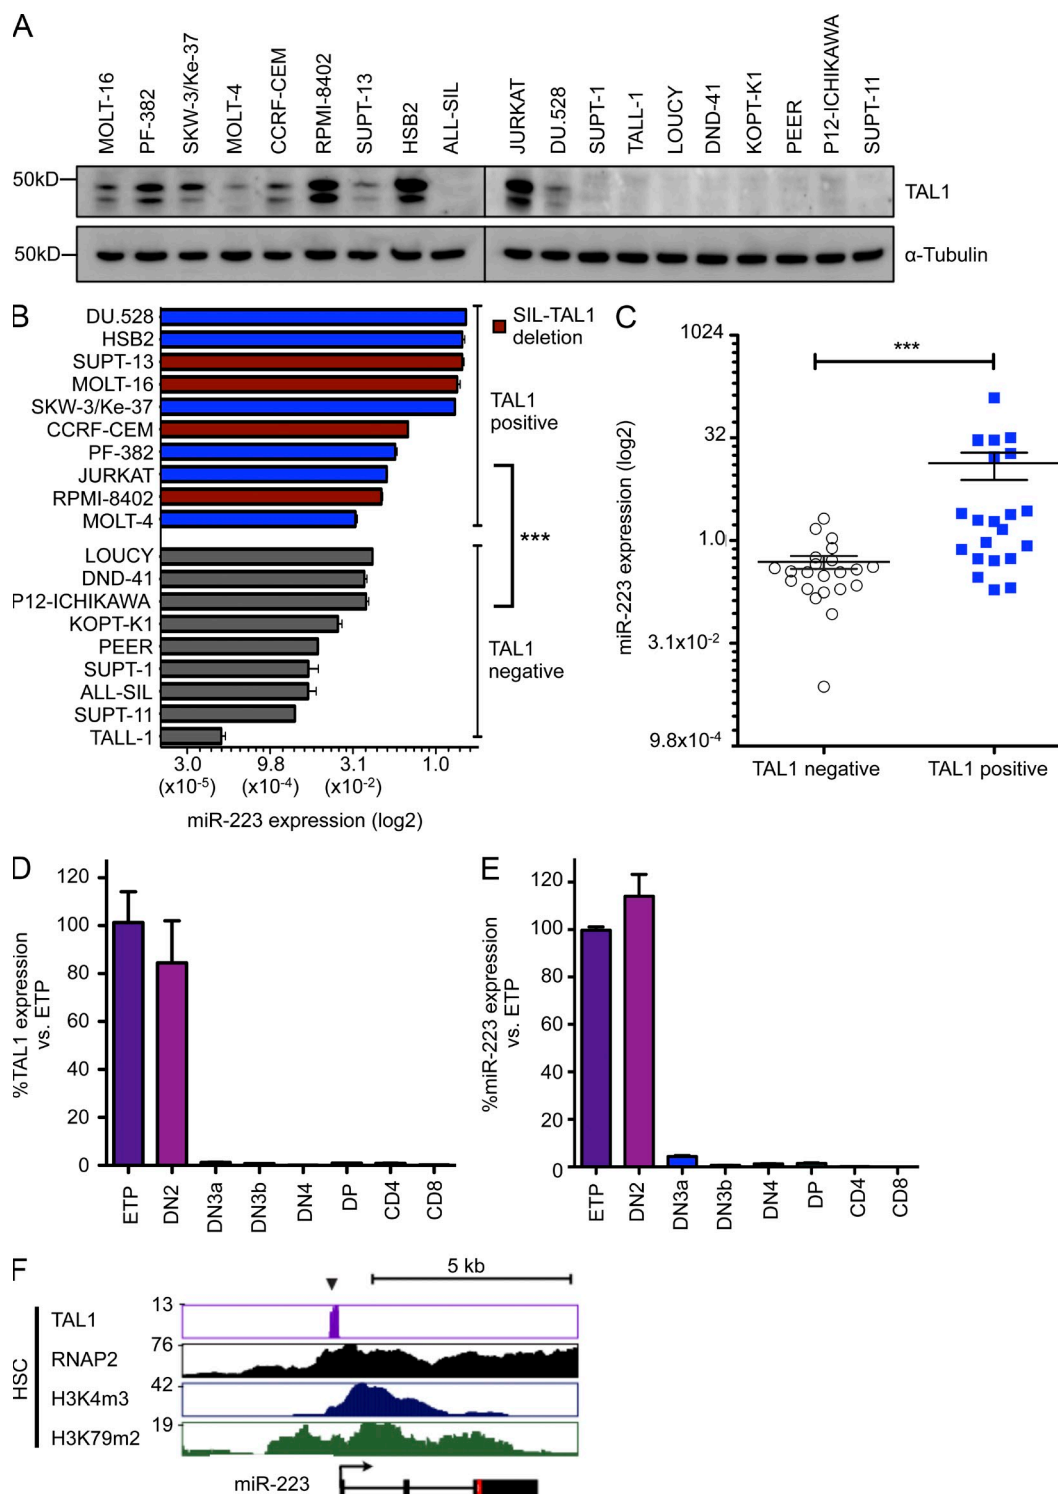 A
MOLT-16
PF-382
SKW-3/Ke-37
MOLT-4
CCRF-CEM
RPMI-8402
SUPT-13
HSB2
ALL-SIL
JURKAT
DU.528
SUPT-1
TALL-1
LOUCY
DND-41
KOPT-K1
PEER
P12-ICHIKAWA
SUPT-11
50kD
TAL1
50kD
α-Tubulin
B
DU.528
HSB2
SUPT-13
MOLT-16
SKW-3/Ke-37
CCRF-CEM
PF-382
JURKAT
RPMI-8402
MOLT-4
LOUCY
DND-41
P12-ICHIKAWA
KOPT-K1
PEER
SUPT-1
ALL-SIL
SUPT-11
TALL-1
SIL-TAL1
deletion
TAL1
positive
***
TAL1
negative
3.0 9.8 3.1 1.0
(x10-5) (x10-4) (x10-2)
miR-223 expression (log2)
C
1024
32
1.0
3.1x10-2
9.8x10-4
miR-223 expression (log2)
***
TAL1 negative TAL1 positive
D
120
100
80
60
40
20
0
%TAL1 expression
vs. ETP
ETP
DN2
DN3a
DN3b
DN4
DP
CD4
CD8
E
120
100
80
60
40
20
0
%miR-223 expression
vs. ETP
ETP
DN2
DN3a
DN3b
DN4
DP
CD4
CD8
F
5 kb
HSC
TAL1 13
RNAP2 76
H3K4m3 42
H3K79m2 19
miR-223